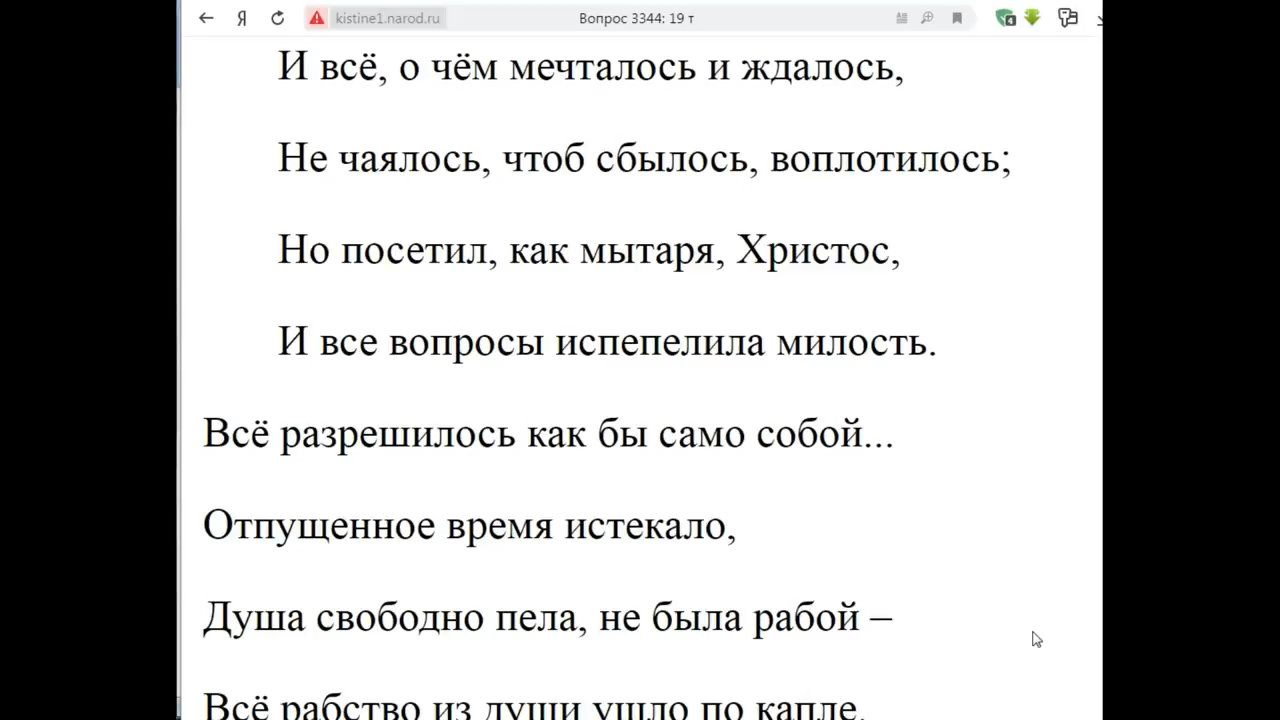 kistine1.narod.ru
Вопрос 3344: 19 т
И всё, о чём мечталось и ждалось,
Не чаялось, чтоб сбылось, воплотилось;
Но посетил, как мытаря, Христос,
И все вопросы испепелила милость.
Всё разрешилось как бы само собой...
Отпущенное время истекало,
Душа свободно пела, не была рабой –
Всё рабство из души ушло по капле.